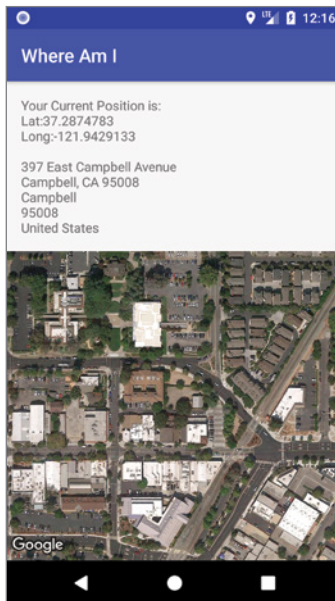 LTE 12:16
Where Am I
Your Current Position is:
Lat:37.2874783
Long:-121.9429133
397 East Campbell Avenue
Campbell, CA 95008
Campbell
95008
United States
Google